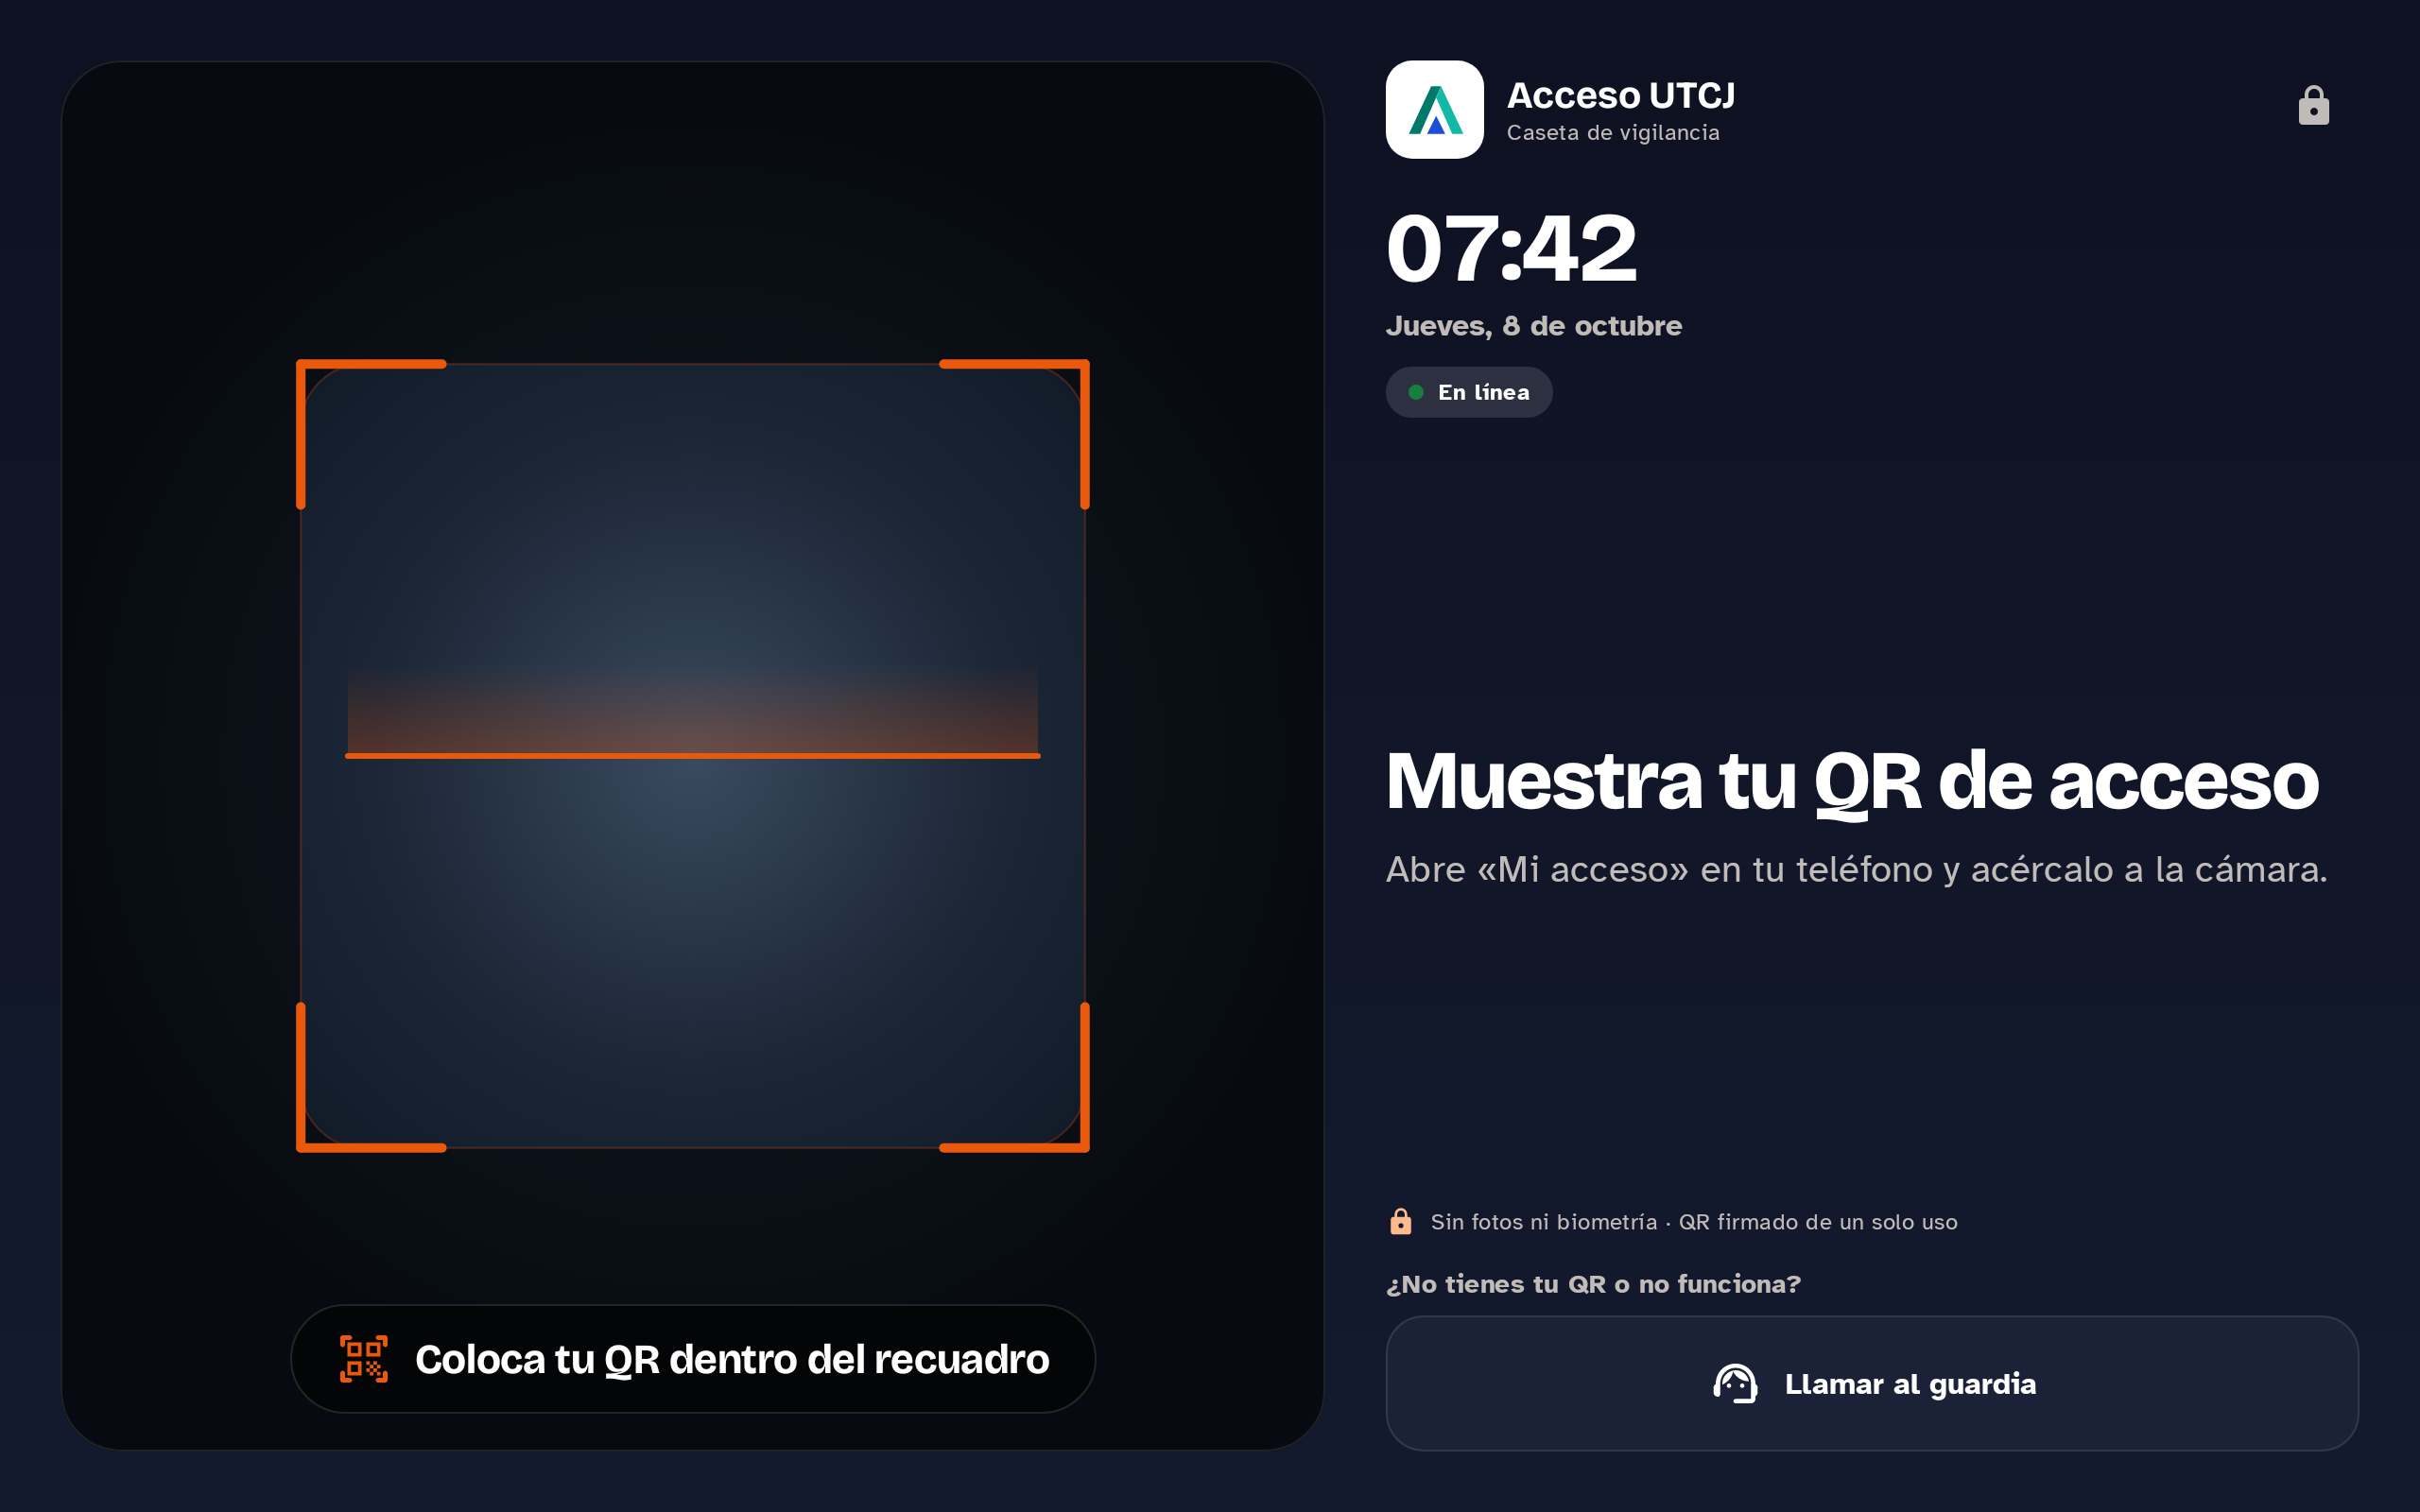 Acceso UTCJ
Caseta de vigilancia
07:42
Jueves, 8 de octubre
En línea
Muestra tu QR de acceso
Abre «Mi acceso» en tu teléfono y acércalo a la cámara.
Sin fotos ni biometría · QR firmado de un solo uso
¿No tienes tu QR o no funciona?
Llamar al guardia
Coloca tu QR dentro del recuadro